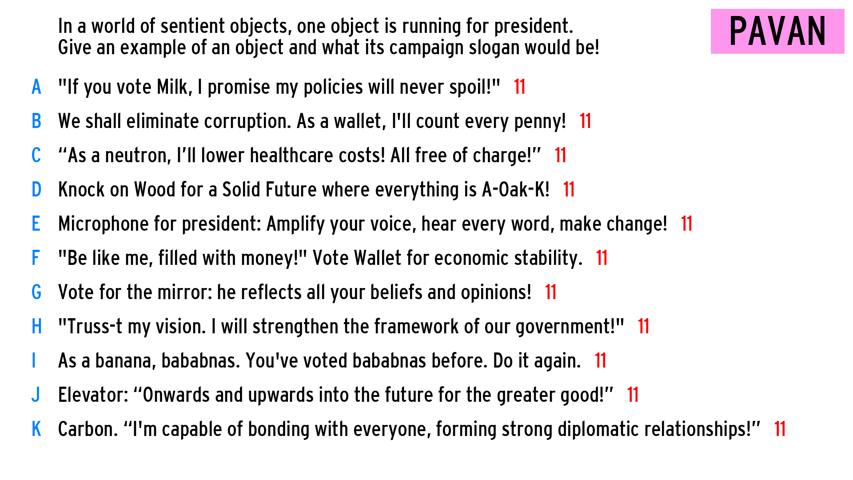 In a world of sentient objects, one object is running for president.
PAVAN
Give an example of an object and what its campaign slogan would be!
A "If you vote Milk, I promise my policies will never spoil!" 11
B We shall eliminate corruption. As a wallet, I'll count every penny! 11
C “As a neutron, I’ll lower healthcare costs! All free of charge!” 11
D Knock on Wood for a Solid Future where everything is A-Oak-K! 11
E Microphone for president: Amplify your voice, hear every word, make change! 11
F "Be like me, filled with money!" Vote Wallet for economic stability. 11
G Vote for the mirror: he reflects all your beliefs and opinions! 11
H "Truss-t my vision. I will strengthen the framework of our government!" 11
I As a banana, bababnas. You've voted bababnas before. Do it again. 11
J Elevator: “Onwards and upwards into the future for the greater good!” 11
K Carbon. “I'm capable of bonding with everyone, forming strong diplomatic relationships!” 11